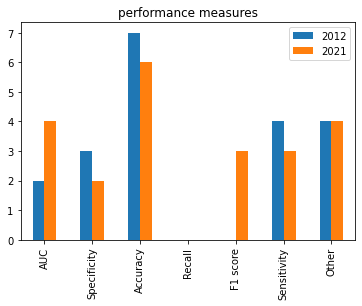 performance measures
2012
2021
7
6
5
4
3
2
1
0
AUC
Specificity
Accuracy
Recall
F1 score
Sensitivity
Other